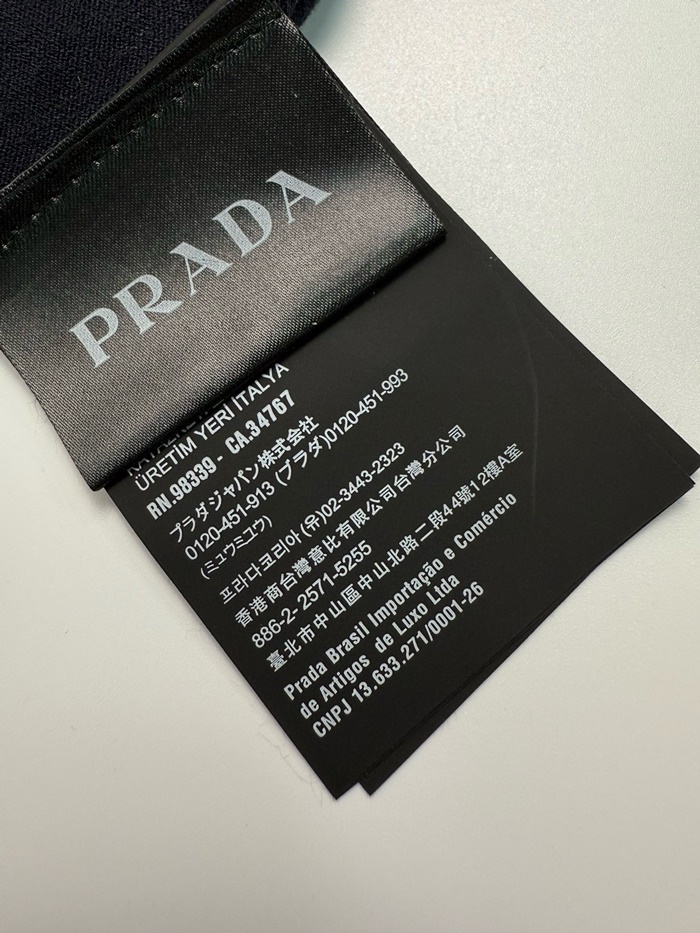 PRADA
ÜRETİM YERİ İTALYA
RN.98339 - CA.34767
プラダジャパン株式会社
0120-451-913 (プラダ)0120-451-993
(ミュウミュウ)
프라다코리아(유)02-3443-2323
香港商台灣意比有限公司台灣分公司
886-2- 2571-5255
臺北市中山區中山北路二段44號12樓A室
Prada Brasil Importação e Comércio
de Artigos de Luxo Ltda
CNPJ 13.633.271/0001-26